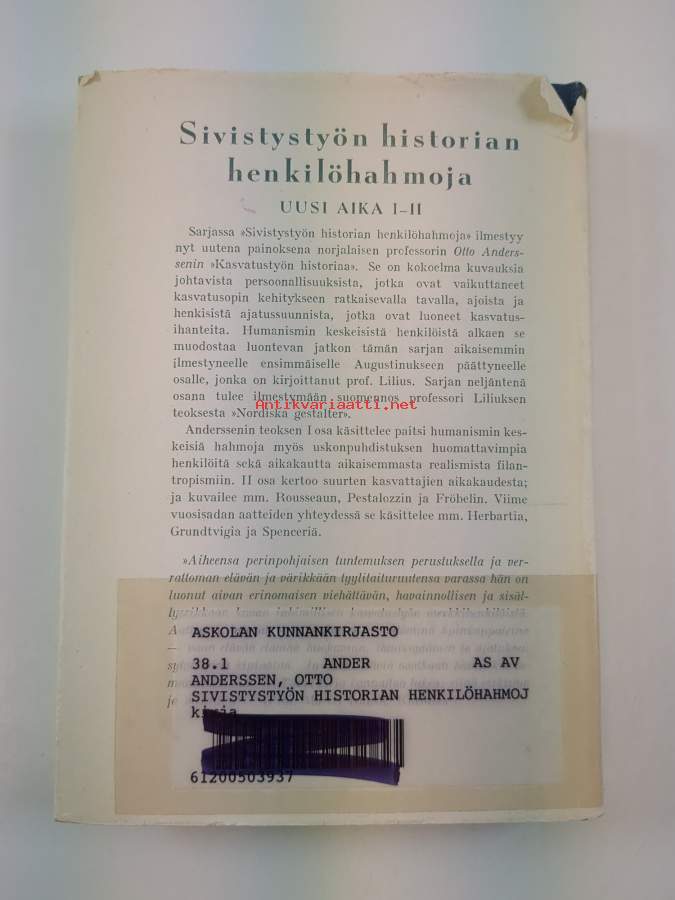 Sivistystyön historian
henkilöhahmoja
UUSI AIKA I–II
Sarjassa »Sivistystyön historian henkilöhahmoja» ilmestyy
nyt uutena painoksena norjalaisen professorin Otto Anders-
senin »Kasvatustyön historiaa». Se on kokoelma kuvauksia
johtavista persoonallisuuksista, jotka ovat vaikuttaneet
kasvatusopin kehitykseen ratkaisevalla tavalla, ajoista ja
henkisistä ajatussuunnista, jotka ovat luoneet kasvatus-
ihanteita. Humanismin keskeisistä henkilöistä alkaen se
muodostaa luontevan jatkon tämän sarjan aikaisemmin
ilmestyneelle ensimmäiselle Augustinukseen päättyneelle
osalle, jonka on kirjoittanut prof. Lilius. Sarjan neljäntenä
osana tulee ilmestymään suomennos professori Liliuksen
Antikvariaatti.net
teoksesta »Nordiska gestalter».
Anderssenin teoksen I osa käsittelee paitsi humanismin kes-
keisiä hahmoja myös uskonpuhdistuksen huomattavimpia
henkilöitä sekä aikakautta aikaisemmasta realismista filan-
tropismiin. II osa kertoo suurten kasvattajien aikakaudesta;
ja kuvailee mm. Rousseaun, Pestalozzin ja Fröbelin. Viime
vuosisadan aatteiden yhteydessä se käsittelee mm. Herbartia,
Grundtvigia ja Spenceriä.
»Aiheensa perinpohjaisen tuntemuksen perustuksella ja ver-
rattoman elävän ja värikkään tyylitaituruutensa varassa hän on
luonut aivan erinomaisen viehättävän, havainnollisen ja sisäl-
ASKOLAN KUNNANKIRJASTO
38.1 ANDER AS AV
ANDERSSEN, OTTO
SIVISTYSTYÖN HISTORIAN HENKILÖHAHMOJ
kirja
61200503937